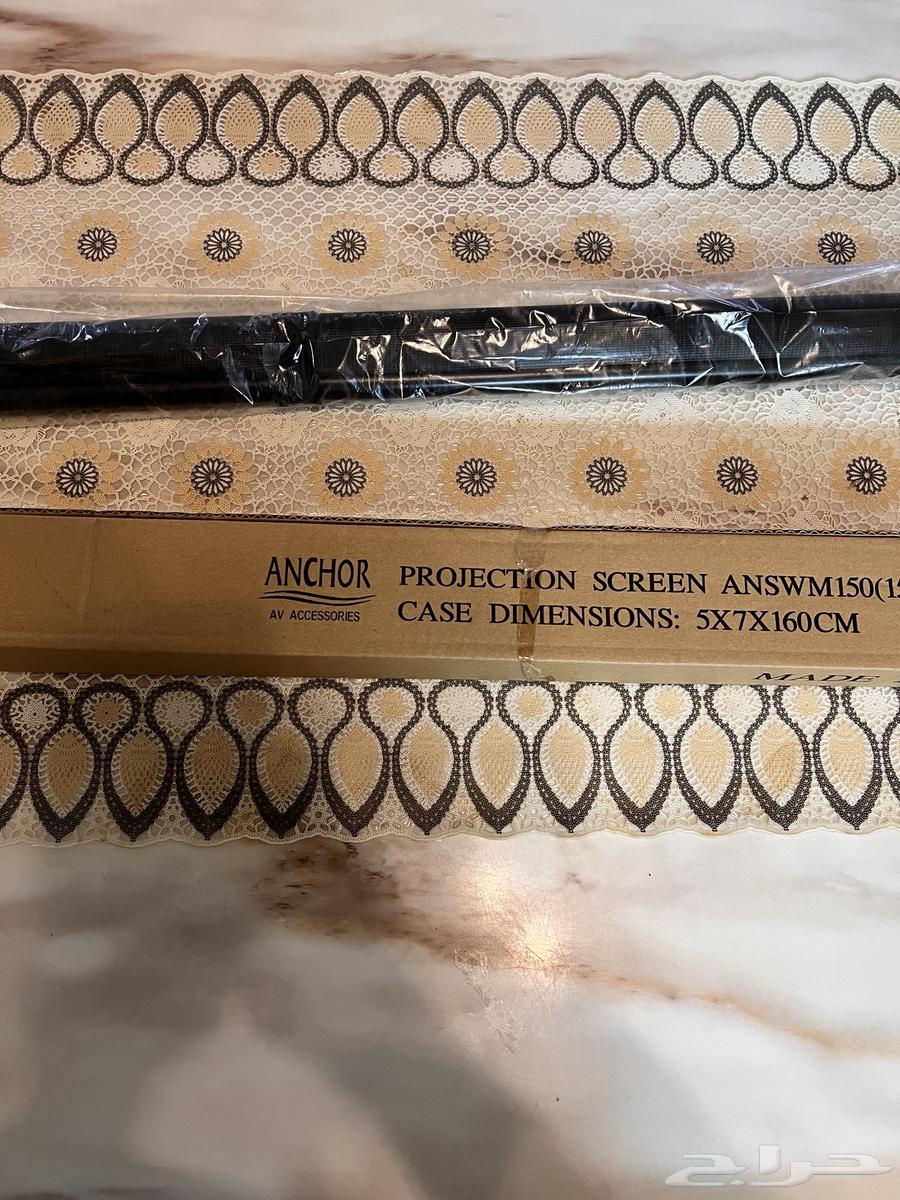 ANCHOR
AV ACCESSORIES
PROJECTION SCREEN ANSWM150(15
CASE DIMENSIONS: 5X7X160CM
MADE
حراج